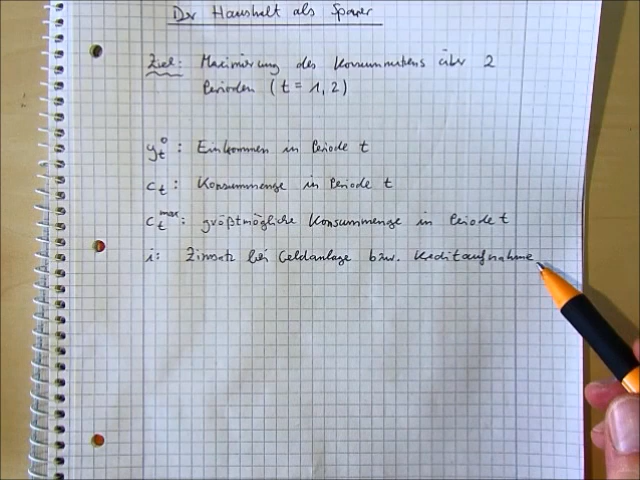 Der Haushalt als Sparer
Ziel: Maximierung des Konsumnutzens über 2
Perioden (t = 1, 2)
y_t^0 : Einkommen in Periode t
c_t : Konsummenge in Periode t
c_t^max : größtmögliche Konsummenge in Periode t
i : Zinssatz bei Geldanlage bzw. Kreditaufnahme